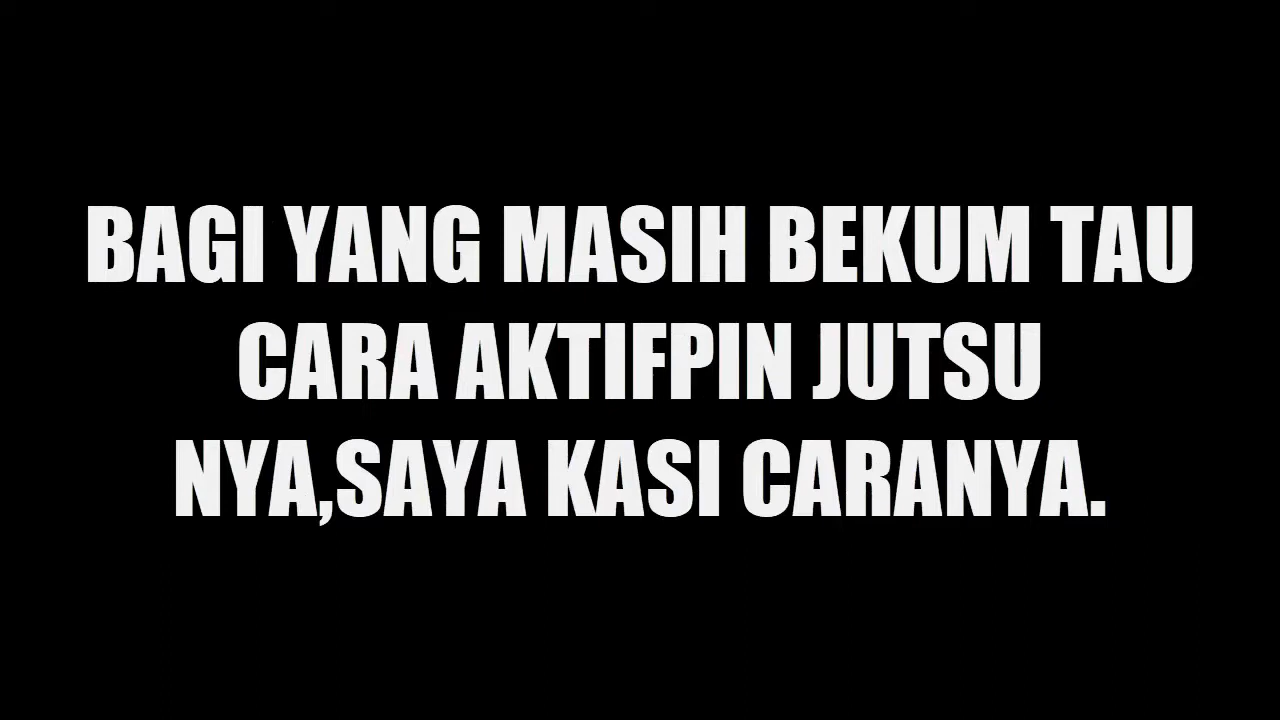 BAGI YANG MASIH BEKUM TAU
CARA AKTIFPIN JUTSU
NYA,SAYA KASI CARANYA.